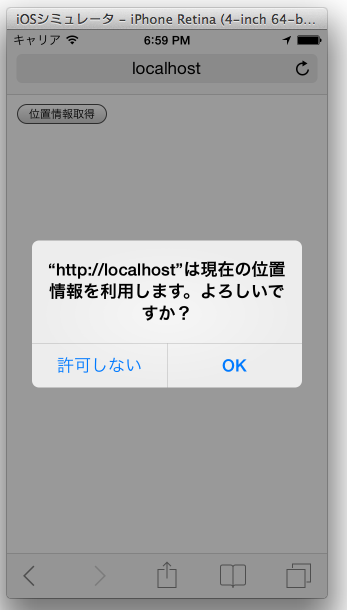 iOSシミュレータ - iPhone Retina (4-inch 64-b...
キャリア 6:59 PM
localhost
位置情報取得
“http://localhost”は現在の位置
情報を利用します。よろしいで
すか？
許可しない OK